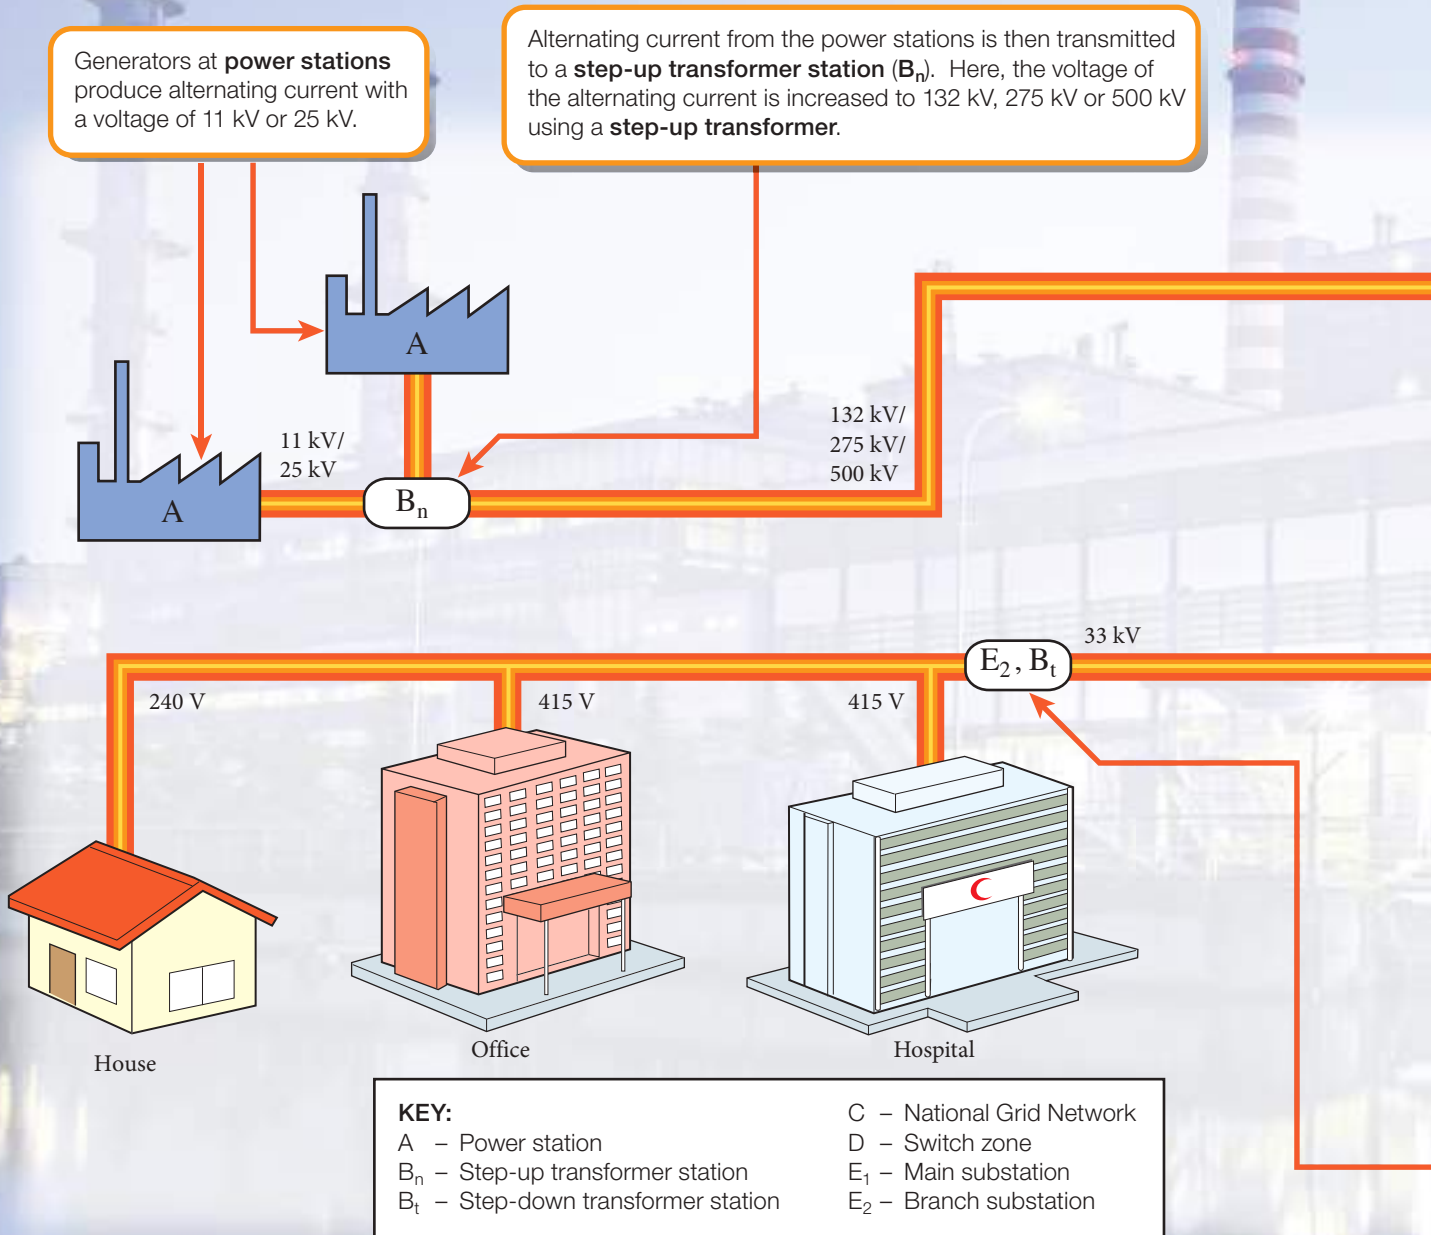 Generators at power stations
produce alternating current with
a voltage of 11 kV or 25 kV.
Alternating current from the power stations is then transmitted
to a step-up transformer station (Bn). Here, the voltage of
the alternating current is increased to 132 kV, 275 kV or 500 kV
using a step-up transformer.
A
A
11 kV/
25 kV
Bn
132 kV/
275 kV/
500 kV
E2, Bt
33 kV
240 V
415 V
415 V
House
Office
Hospital
KEY:
A – Power station
Bn – Step-up transformer station
Bt – Step-down transformer station
C – National Grid Network
D – Switch zone
E1 – Main substation
E2 – Branch substation